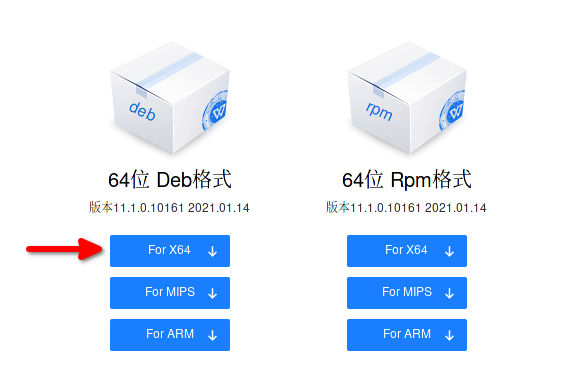 deb
64位 Deb格式
版本11.1.0.10161 2021.01.14
For X64
For MIPS
For ARM
rpm
64位 Rpm格式
版本11.1.0.10161 2021.01.14
For X64
For MIPS
For ARM